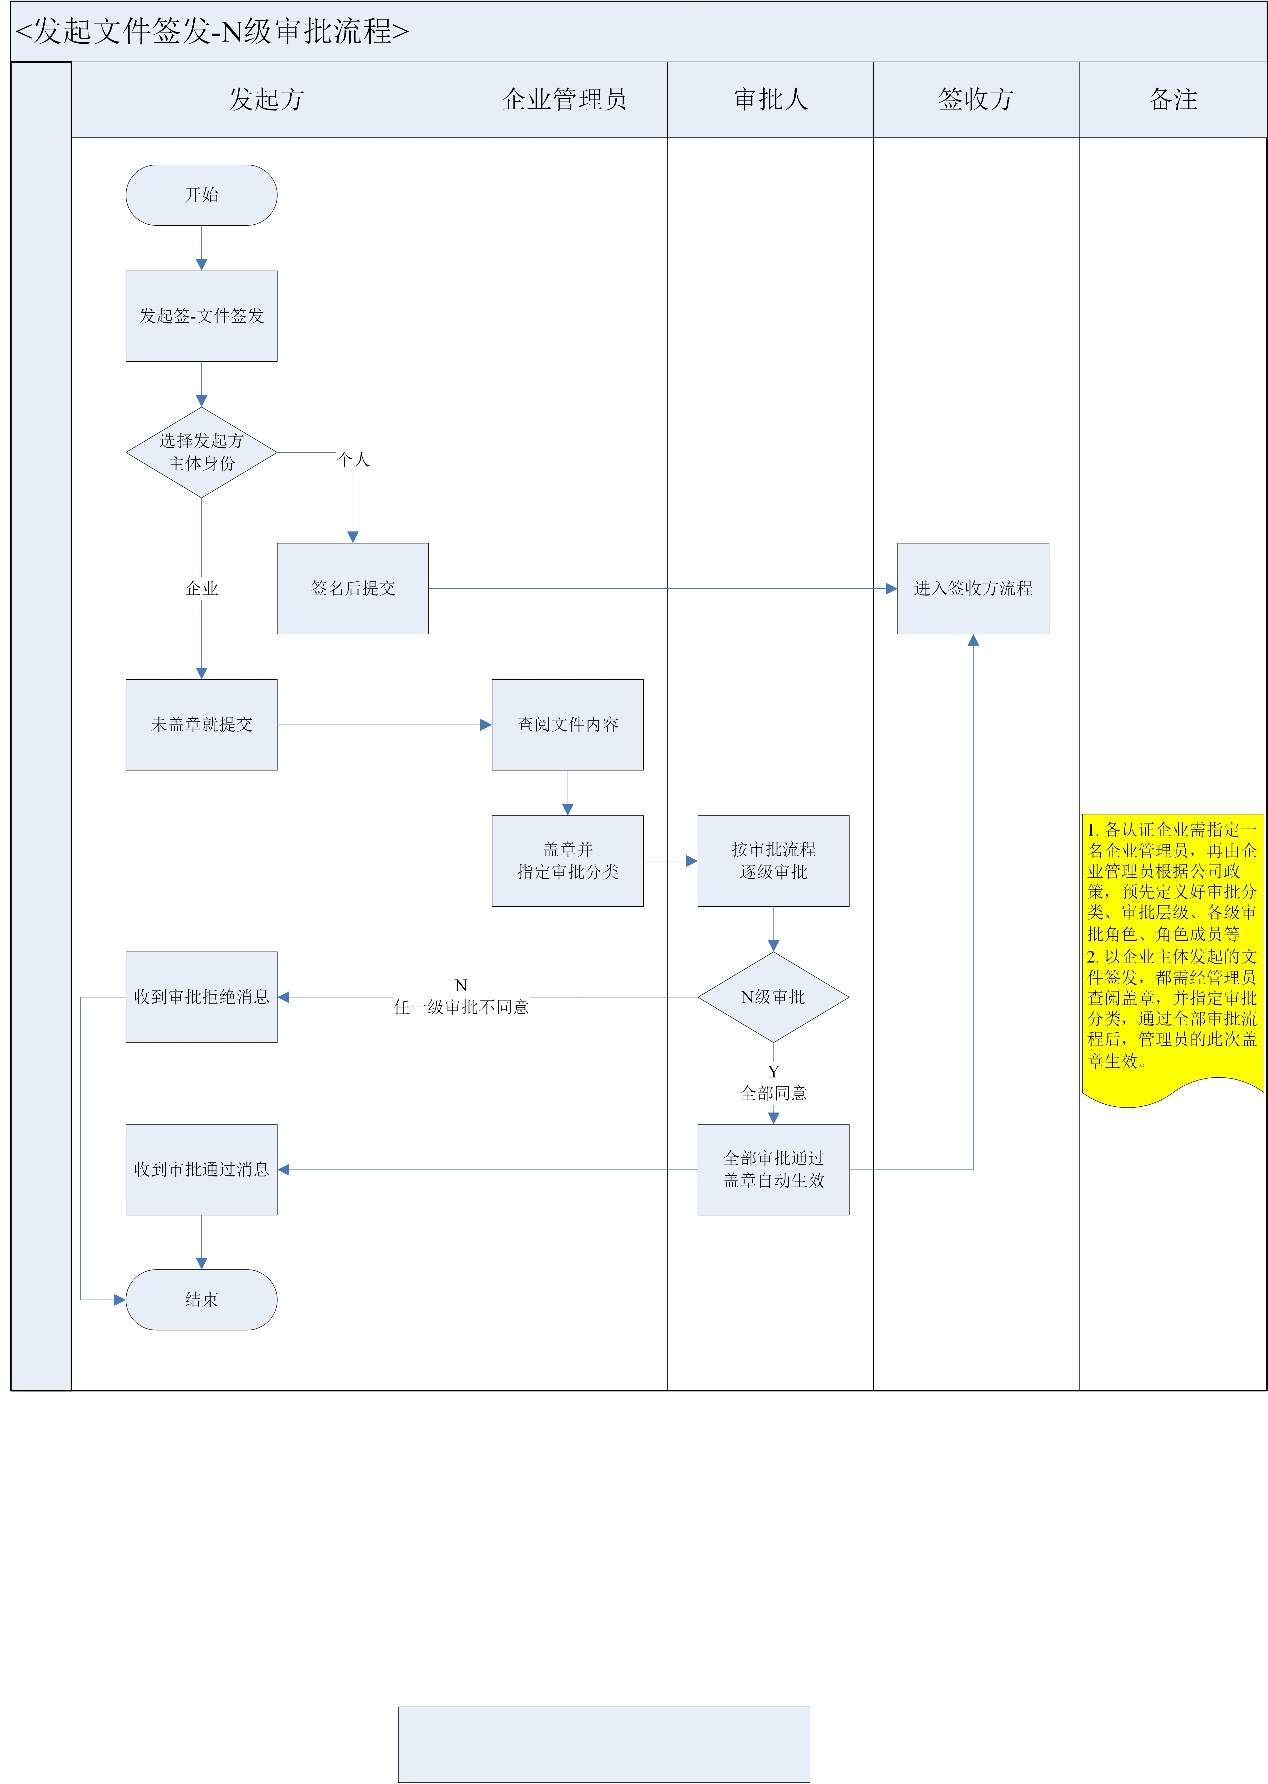 <发起文件签发-N级审批流程>
发起方
企业管理员
审批人
签收方
备注
开始
发起签-文件签发
选择发起方
主体身份
个人
企业
签名后提交
进入签收方流程
未盖章就提交
查阅文件内容
盖章并
指定审批分类
按审批流程
逐级审批
1. 各认证企业需指定一
名企业管理员，再由企
业管理员根据公司政
策，预先定义好审批分
类、审批层级、各级审
批角色、角色成员等
2. 以企业主体发起的文
件签发，都需经管理员
查阅盖章，并指定审批
分类，通过全部审批流
程后，管理员的此次盖
章生效。
收到审批拒绝消息
N
任一级审批不同意
N级审批
Y
全部同意
收到审批通过消息
全部审批通过
盖章自动生效
结束